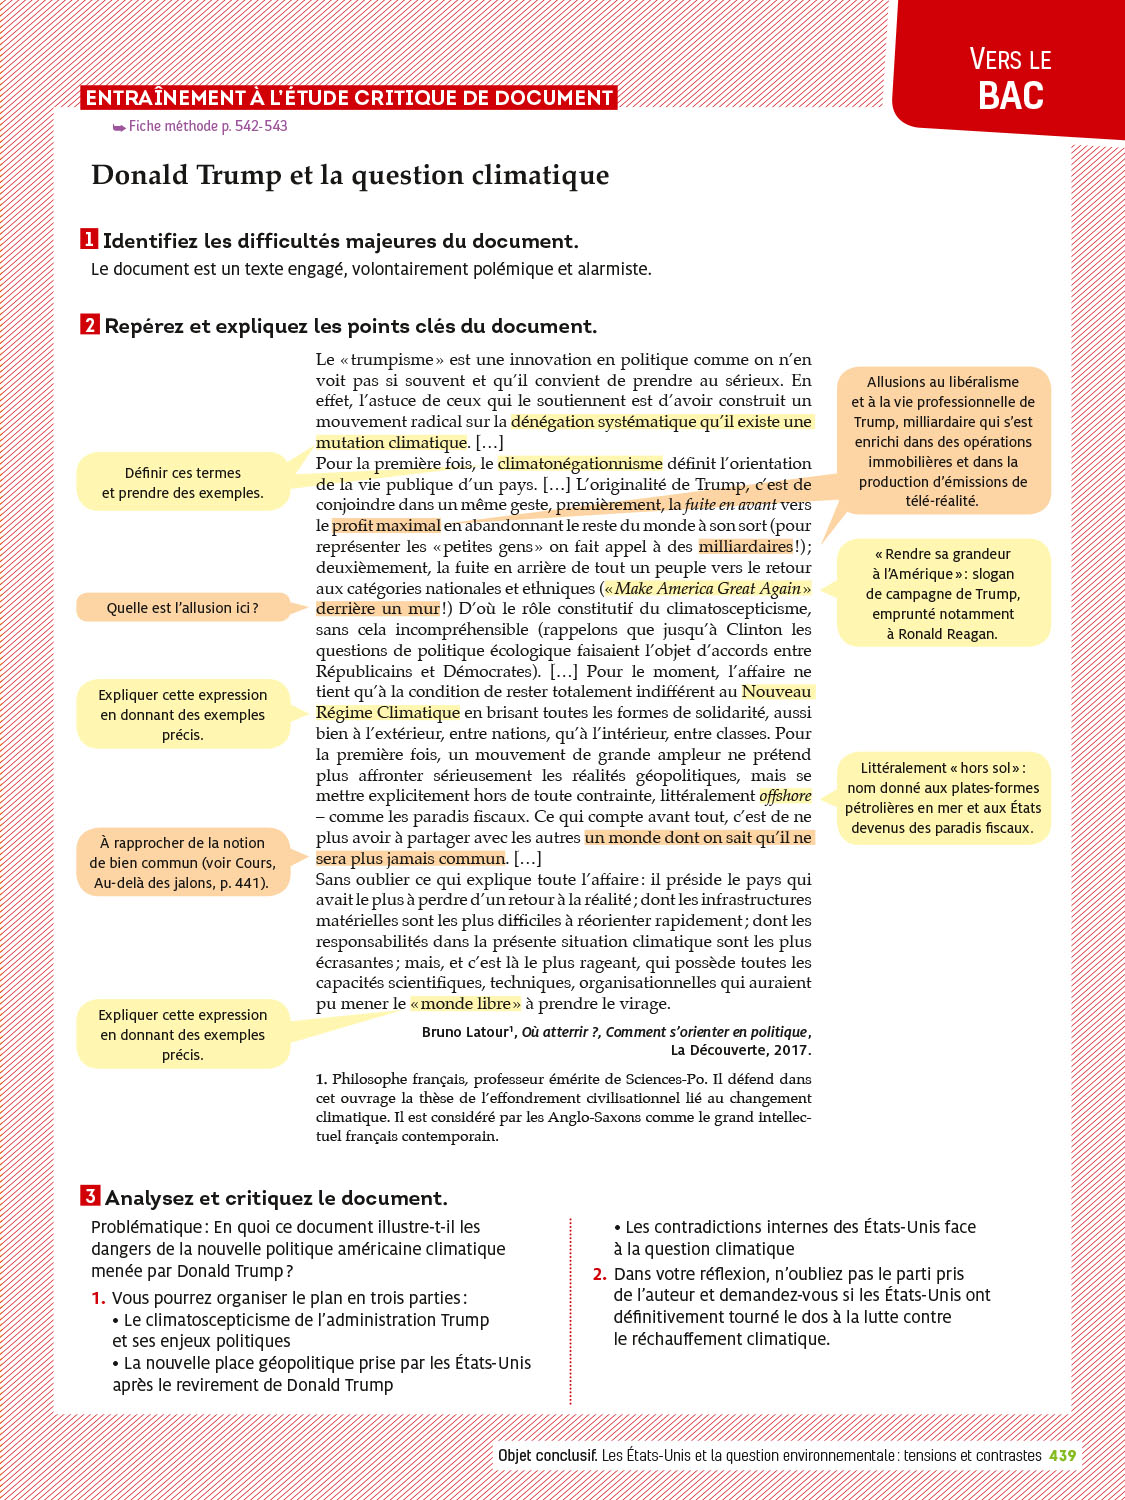 VERS LE
BAC
ENTRAÎNEMENT À L'ÉTUDE CRITIQUE DE DOCUMENT
➥ Fiche méthode p. 542-543
Donald Trump et la question climatique
1 Identifiez les difficultés majeures du document.
Le document est un texte engagé, volontairement polémique et alarmiste.
2 Repérez et expliquez les points clés du document.
Le « trumpisme » est une innovation en politique comme on n'en
voit pas si souvent et qu'il convient de prendre au sérieux. En
effet, l'astuce de ceux qui le soutiennent est d'avoir construit un
mouvement radical sur la dénégation systématique qu'il existe une
mutation climatique. […]
Pour la première fois, le climatonégationnisme définit l'orientation
de la vie publique d'un pays. […] L'originalité de Trump, c'est de
conjoindre dans un même geste, premièrement, la fuite en avant vers
le profit maximal en abandonnant le reste du monde à son sort (pour
représenter les « petites gens » on fait appel à des milliardaires !) ;
deuxièmement, la fuite en arrière de tout un peuple vers le retour
aux catégories nationales et ethniques (« Make America Great Again »
derrière un mur !) D'où le rôle constitutif du climatoscepticisme,
sans cela incompréhensible (rappelons que jusqu'à Clinton les
questions de politique écologique faisaient l'objet d'accords entre
Républicains et Démocrates). […] Pour le moment, l'affaire ne
tient qu'à la condition de rester totalement indifférent au Nouveau
Régime Climatique en brisant toutes les formes de solidarité, aussi
bien à l'extérieur, entre nations, qu'à l'intérieur, entre classes. Pour
la première fois, un mouvement de grande ampleur ne prétend
plus affronter sérieusement les réalités géopolitiques, mais se
mettre explicitement hors de toute contrainte, littéralement offshore
– comme les paradis fiscaux. Ce qui compte avant tout, c'est de ne
plus avoir à partager avec les autres un monde dont on sait qu'il ne
sera plus jamais commun. […]
Sans oublier ce qui explique toute l'affaire : il préside le pays qui
avait le plus à perdre d'un retour à la réalité ; dont les infrastructures
matérielles sont les plus difficiles à réorienter rapidement ; dont les
responsabilités dans la présente situation climatique sont les plus
écrasantes ; mais, et c'est là le plus rageant, qui possède toutes les
capacités scientifiques, techniques, organisationnelles qui auraient
pu mener le « monde libre » à prendre le virage.
Bruno Latour¹, Où atterrir ?, Comment s'orienter en politique,
La Découverte, 2017.
1. Philosophe français, professeur émérite de Sciences-Po. Il défend dans
cet ouvrage la thèse de l'effondrement civilisationnel lié au changement
climatique. Il est considéré par les Anglo-Saxons comme le grand intellec-
tuel français contemporain.
Définir ces termes
et prendre des exemples.
Quelle est l'allusion ici ?
Expliquer cette expression
en donnant des exemples
précis.
À rapprocher de la notion
de bien commun (voir Cours,
Au-delà des jalons, p. 441).
Expliquer cette expression
en donnant des exemples
précis.
Allusions au libéralisme
et à la vie professionnelle de
Trump, milliardaire qui s'est
enrichi dans des opérations
immobilières et dans la
production d'émissions de
télé-réalité.
« Rendre sa grandeur
à l'Amérique » : slogan
de campagne de Trump,
emprunté notamment
à Ronald Reagan.
Littéralement « hors sol » :
nom donné aux plates-formes
pétrolières en mer et aux États
devenus des paradis fiscaux.
3 Analysez et critiquez le document.
Problématique : En quoi ce document illustre-t-il les
dangers de la nouvelle politique américaine climatique
menée par Donald Trump ?
1. Vous pourrez organiser le plan en trois parties :
• Le climatoscepticisme de l'administration Trump
et ses enjeux politiques
• La nouvelle place géopolitique prise par les États-Unis
après le revirement de Donald Trump
• Les contradictions internes des États-Unis face
à la question climatique
2. Dans votre réflexion, n'oubliez pas le parti pris
de l'auteur et demandez-vous si les États-Unis ont
définitivement tourné le dos à la lutte contre
le réchauffement climatique.
Objet conclusif. Les États-Unis et la question environnementale : tensions et contrastes 439